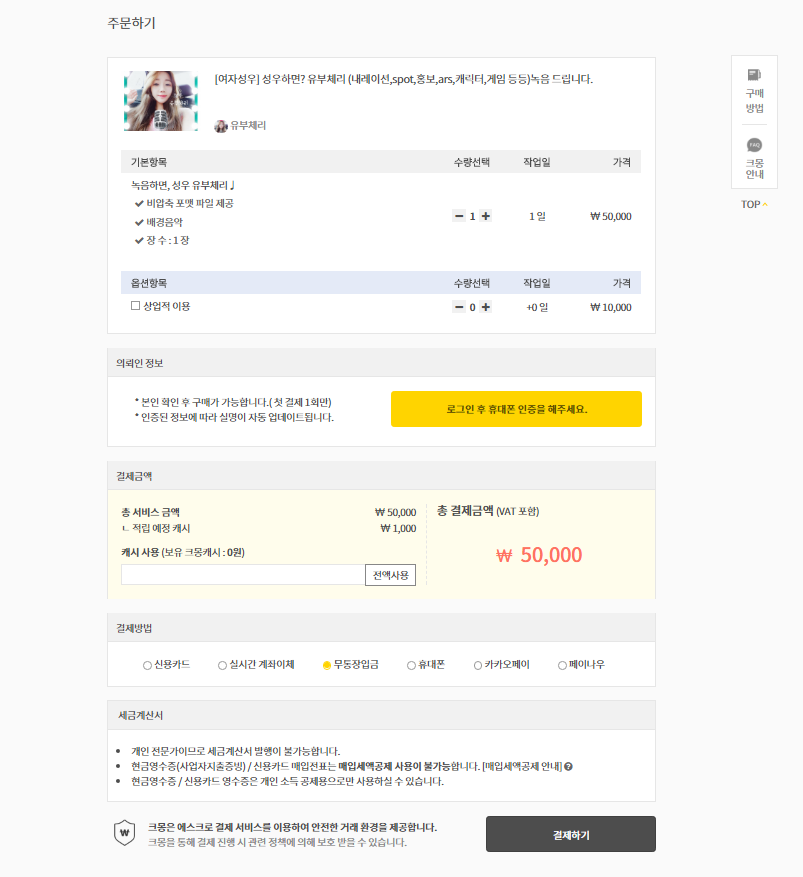 주문하기
[여자성우] 성우하면? 유부체리 (내레이션,spot,홍보,ars,캐릭터,게임 등등)녹음 드립니다.
유부체리
기본항목 수량선택 작업일 가격
녹음하면, 성우 유부체리♩
비압축 포맷 파일 제공
배경음악
장 수 : 1 장
1 1 일 ₩ 50,000
옵션항목 수량선택 작업일 가격
상업적 이용 0 +0 일 ₩ 10,000
의뢰인 정보
* 본인 확인 후 구매가 가능합니다.( 첫 결제 1회만)
* 인증된 정보에 따라 실명이 자동 업데이트됩니다.
로그인 후 휴대폰 인증을 해주세요.
결제금액
총 서비스 금액 ₩ 50,000
ㄴ 적립 예정 캐시 ₩ 1,000
캐시 사용 (보유 크몽캐시 : 0원)
전액사용
총 결제금액 (VAT 포함)
₩ 50,000
결제방법
신용카드 실시간 계좌이체 무통장입금 휴대폰 카카오페이 페이나우
세금계산서
개인 전문가이므로 세금계산서 발행이 불가능합니다.
현금영수증(사업자지출증빙) / 신용카드 매입전표는 매입세액공제 사용이 불가능합니다. [매입세액공제 안내]
현금영수증 / 신용카드 영수증은 개인 소득 공제용으로만 사용하실 수 있습니다.
크몽은 에스크로 결제 서비스를 이용하여 안전한 거래 환경을 제공합니다.
크몽을 통해 결제 진행 시 관련 정책에 의해 보호 받을 수 있습니다.
결제하기
구매
방법
FAQ
크몽
안내
TOP